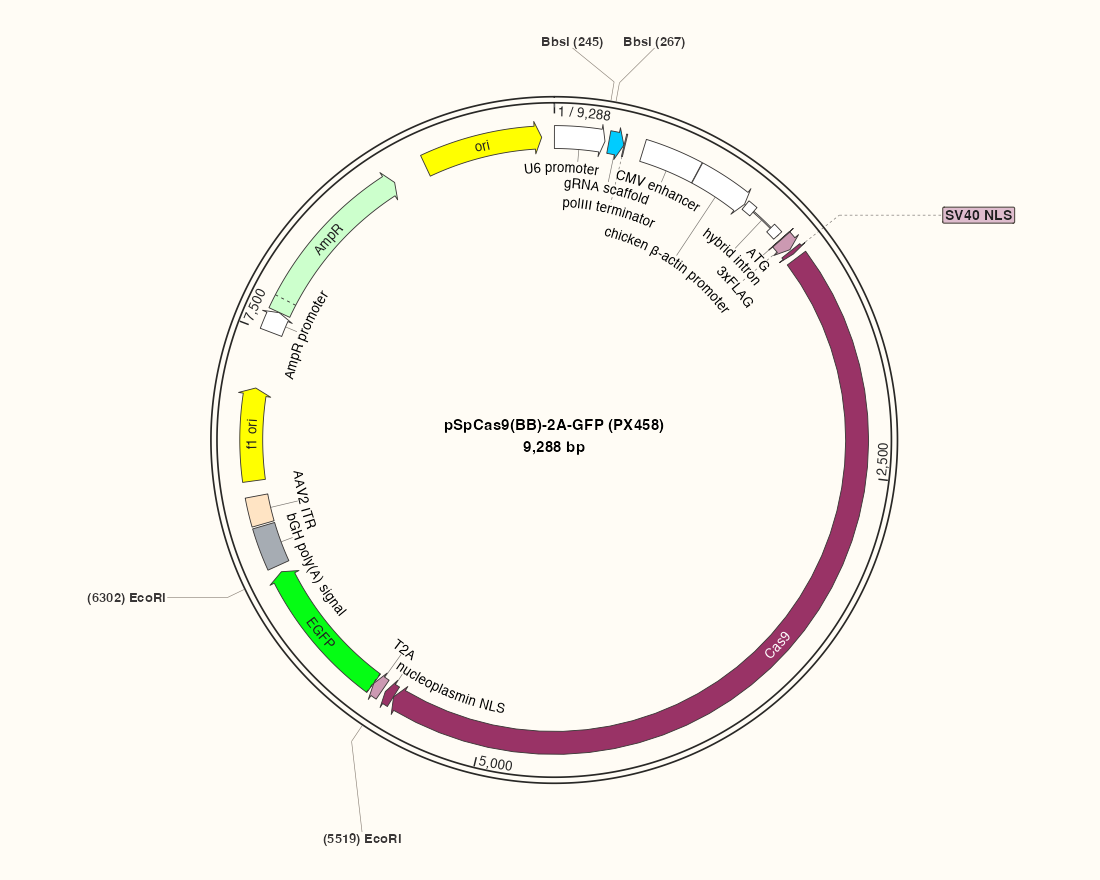 BbsI (245)
BbsI (267)
1 / 9,288
ori
U6 promoter
gRNA scaffold
polIII terminator
CMV enhancer
chicken β-actin promoter
hybrid intron
ATG
3xFLAG
SV40 NLS
AmpR
7,500
AmpR promoter
pSpCas9(BB)-2A-GFP (PX458)
9,288 bp
f1 ori
2,500
AAV2 ITR
bGH poly(A) signal
(6302) EcoRI
EGFP
Cas9
T2A
nucleoplasmin NLS
5,000
(5519) EcoRI